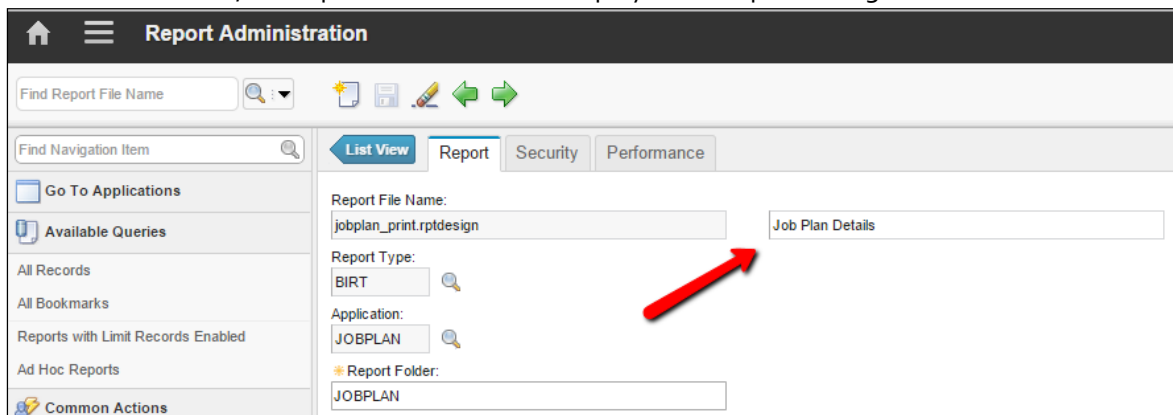 Report Administration
Find Report File Name
Find Navigation Item
List View Report Security Performance
Go To Applications
Report File Name:
jobplan_print.rptdesign Job Plan Details
Available Queries
Report Type:
All Records
BIRT
All Bookmarks
Application:
Reports with Limit Records Enabled
JOBPLAN
Ad Hoc Reports
*Report Folder:
JOBPLAN
Common Actions